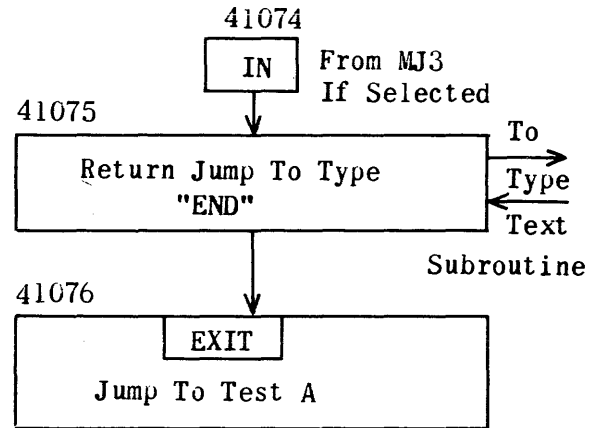 41074
IN
From MJ3
If Selected
41075
Return Jump To Type
"END"
To
Type
Text
Subroutine
41076
EXIT
Jump To Test A